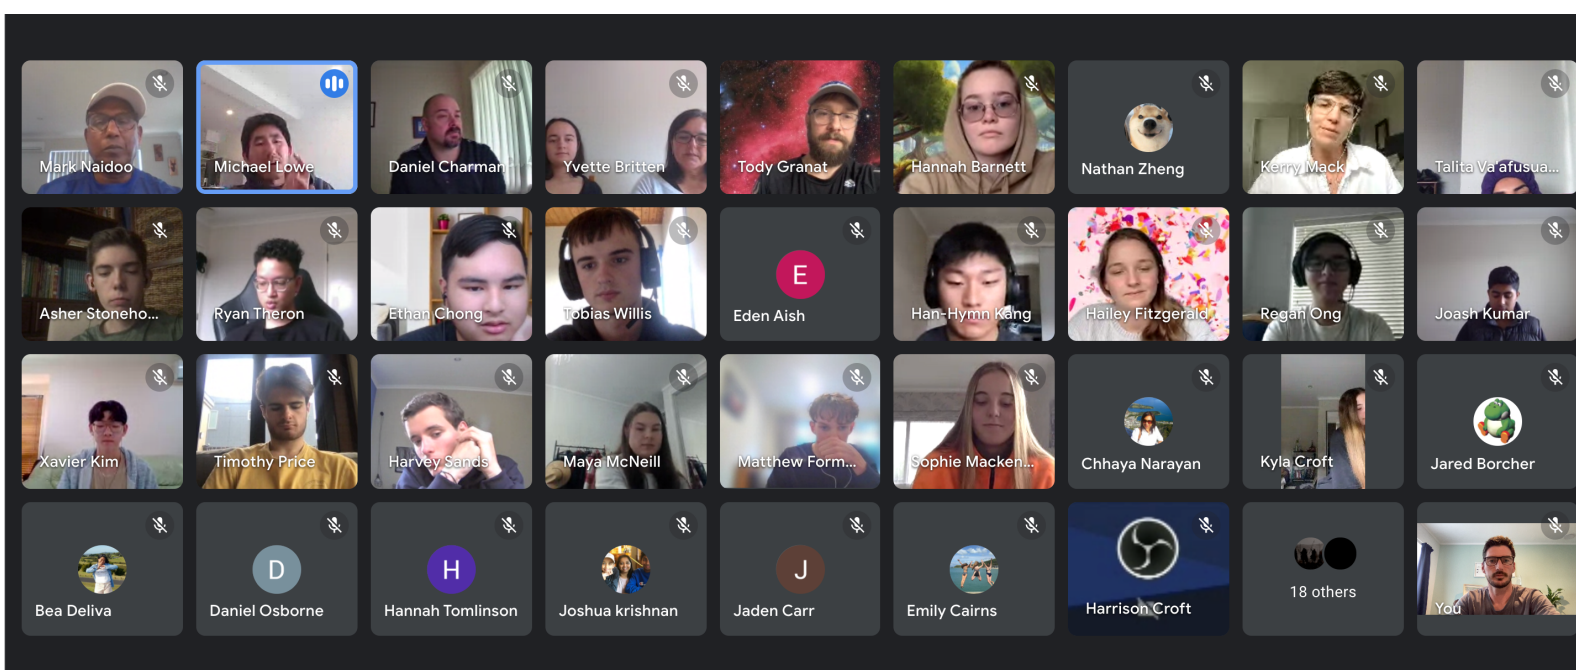 Mark Naidoo
Michael Lowe
Daniel Charman
Yvette Britten
Tody Granat
Hannah Barnett
Nathan Zheng
Kerry Mack
Talita Va'afusua...
Asher Stoneho...
Ryan Theron
Ethan Chong
Tobias Willis
E
Eden Aish
Han-Hymn Kang
Hailey Fitzgerald
Regan Ong
Joash Kumar
Xavier Kim
Timothy Price
Harvey Sands
Maya McNeill
Matthew Form...
Sophie Macken...
Chhaya Narayan
Kyla Croft
Jared Borcher
Bea Deliva
D
Daniel Osborne
H
Hannah Tomlinson
Joshua krishnan
J
Jaden Carr
Emily Cairns
Harrison Croft
18 others
You